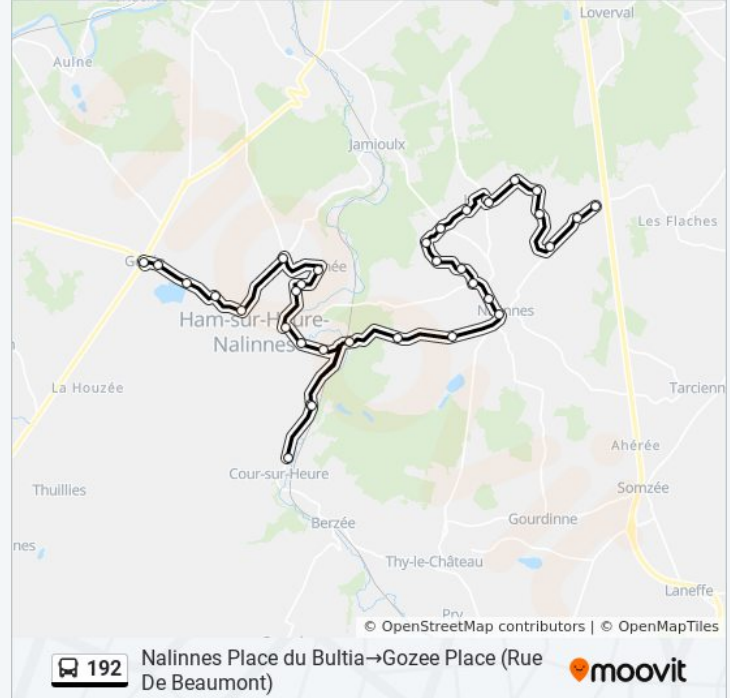 Loverval
Aulne
Jamioulx
Les Flaches
Ham-sur-Heure-
Nalinnes
La Houzée
Tarcienn
Ahérée
Cour-sur-Heure
Somzée
Thuillies
Gourdinne
Berzée
nes
Thy-le-Château
Laneffe
Pry
© OpenStreetMap contributors | © OpenMapTiles
192
Nalinnes Place du Bultia→Gozee Place (Rue
De Beaumont)
moovit